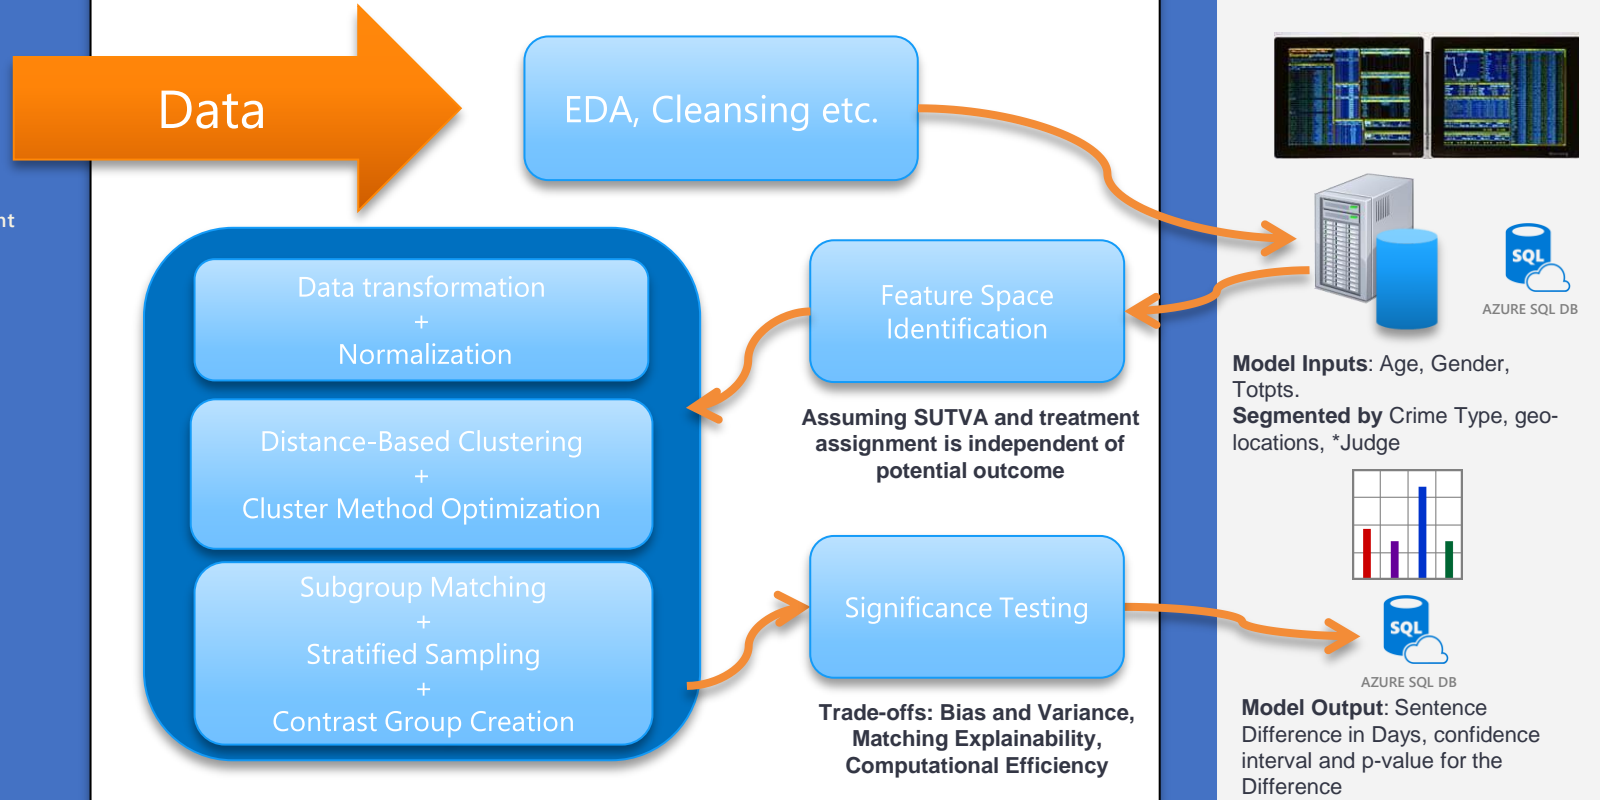 Data
EDA, Cleansing etc.
nt
Data transformation
+
Normalization
Distance-Based Clustering
+
Cluster Method Optimization
Subgroup Matching
+
Stratified Sampling
+
Contrast Group Creation
Feature Space
Identification
Assuming SUTVA and treatment
assignment is independent of
potential outcome
Significance Testing
Trade-offs: Bias and Variance,
Matching Explainability,
Computational Efficiency
SQL
AZURE SQL DB
Model Inputs: Age, Gender,
Totpts.
Segmented by Crime Type, geo-
locations, *Judge
SQL
AZURE SQL DB
Model Output: Sentence
Difference in Days, confidence
interval and p-value for the
Difference